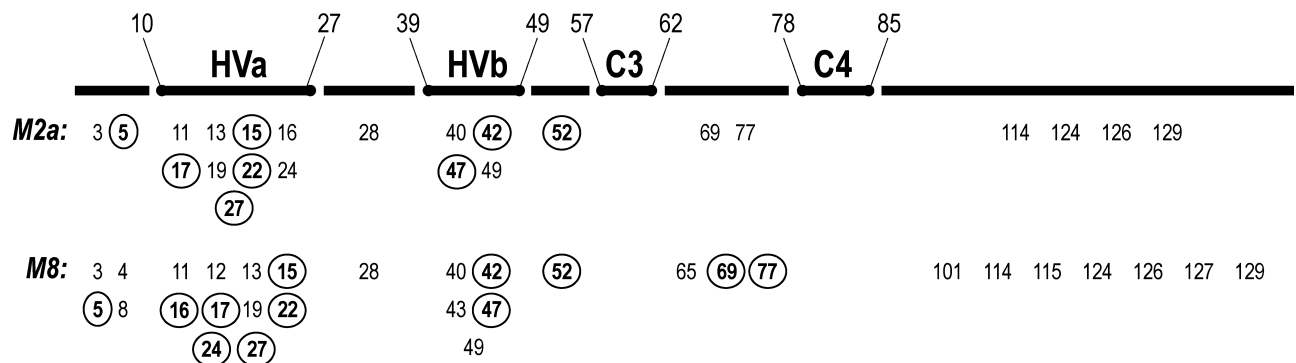 10 27 39 49 57 62 78 85
HVa HVb C3 C4
M2a: 3 5 11 13 15 16 28 40 42 52 69 77 114 124 126 129
17 19 22 24 47 49
27
M8: 3 4 11 12 13 15 28 40 42 52 65 69 77 101 114 115 124 126 127 129
5 8 16 17 19 22 43 47
24 27 49